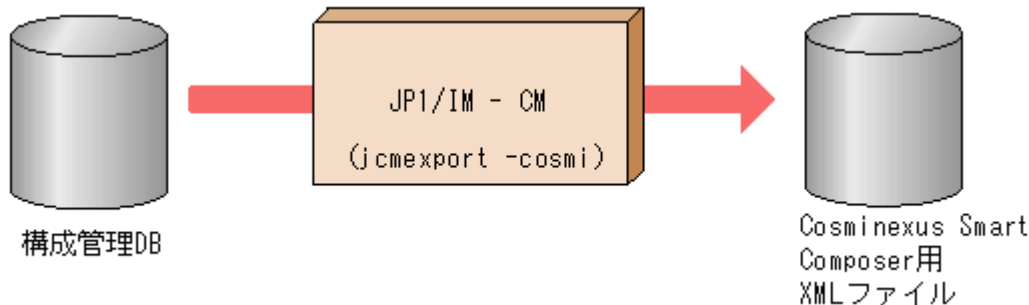 構成管理DB
JP1/IM - CM
(jcmexport -cosmi)
Cosminexus Smart
Composer用
XMLファイル